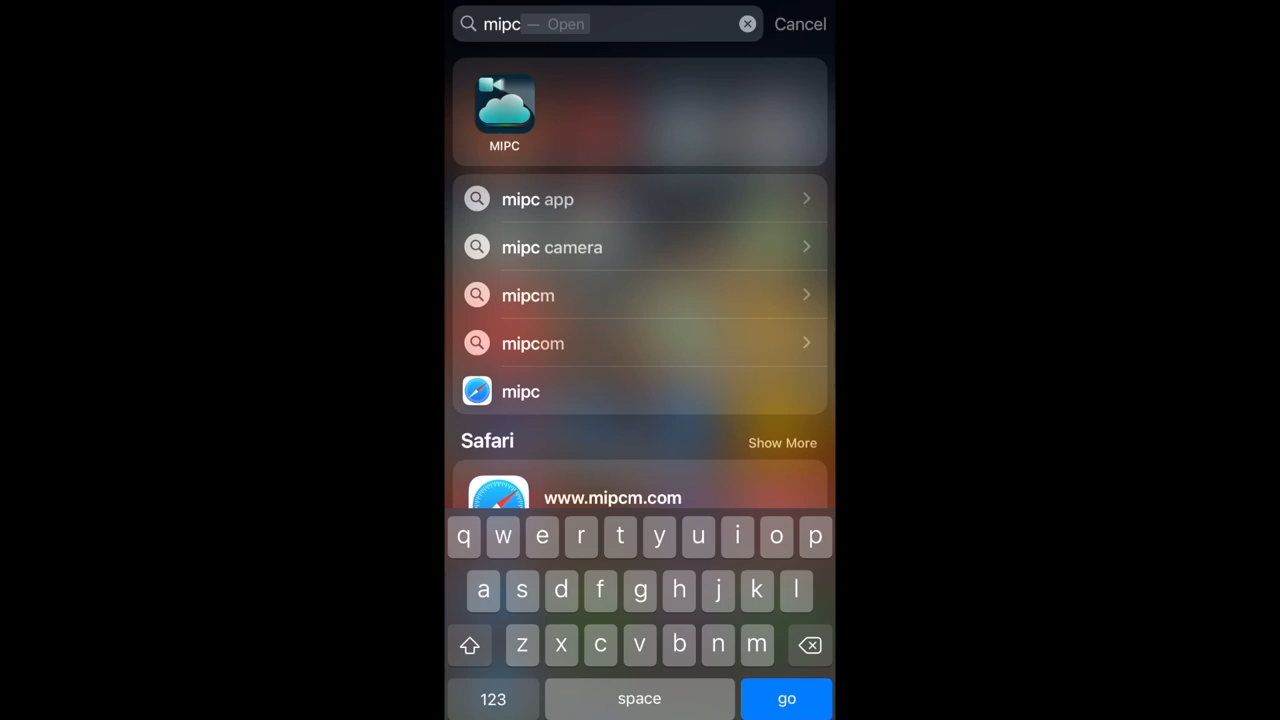 mipc — Open
Cancel
MIPC
mipc app
mipc camera
mipcm
mipcom
mipc
Safari
Show More
www.mipcm.com
q w e r t y u i o p
a s d f g h j k l
z x c v b n m
123 space go